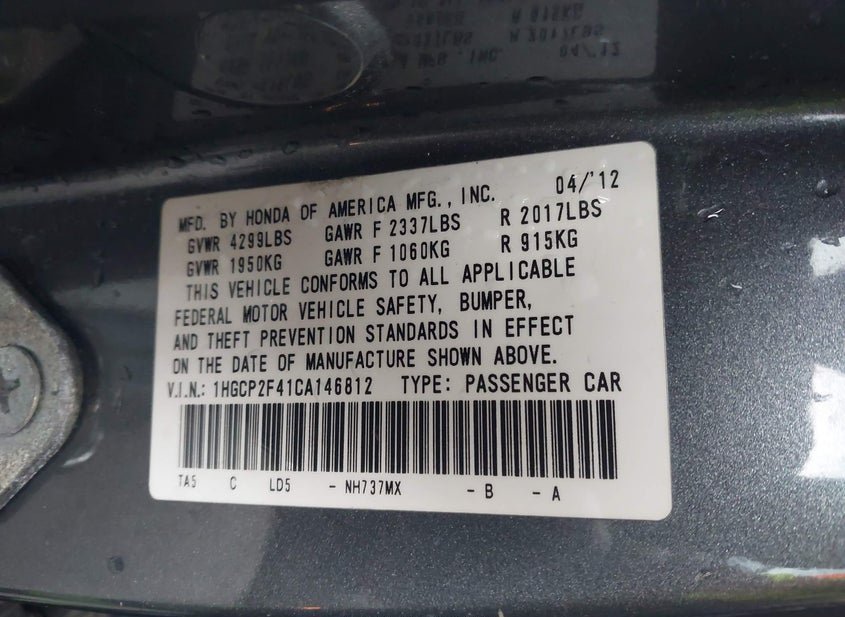 MFD. BY HONDA OF AMERICA MFG., INC. 04/'12
GVWR 4299LBS GAWR F 2337LBS R 2017LBS
GVWR 1950KG GAWR F 1060KG R 915KG
THIS VEHICLE CONFORMS TO ALL APPLICABLE
FEDERAL MOTOR VEHICLE SAFETY, BUMPER,
AND THEFT PREVENTION STANDARDS IN EFFECT
ON THE DATE OF MANUFACTURE SHOWN ABOVE.
V.I.N.: 1HGCP2F41CA146812 TYPE: PASSENGER CAR
TA5 C LD5 - NH737MX - B - A